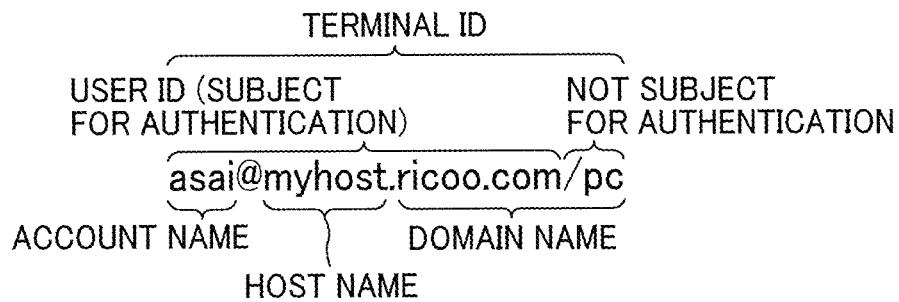 TERMINAL ID
USER ID (SUBJECT
FOR AUTHENTICATION)
NOT SUBJECT
FOR AUTHENTICATION
asai@myhost.ricoo.com/pc
ACCOUNT NAME
DOMAIN NAME
HOST NAME